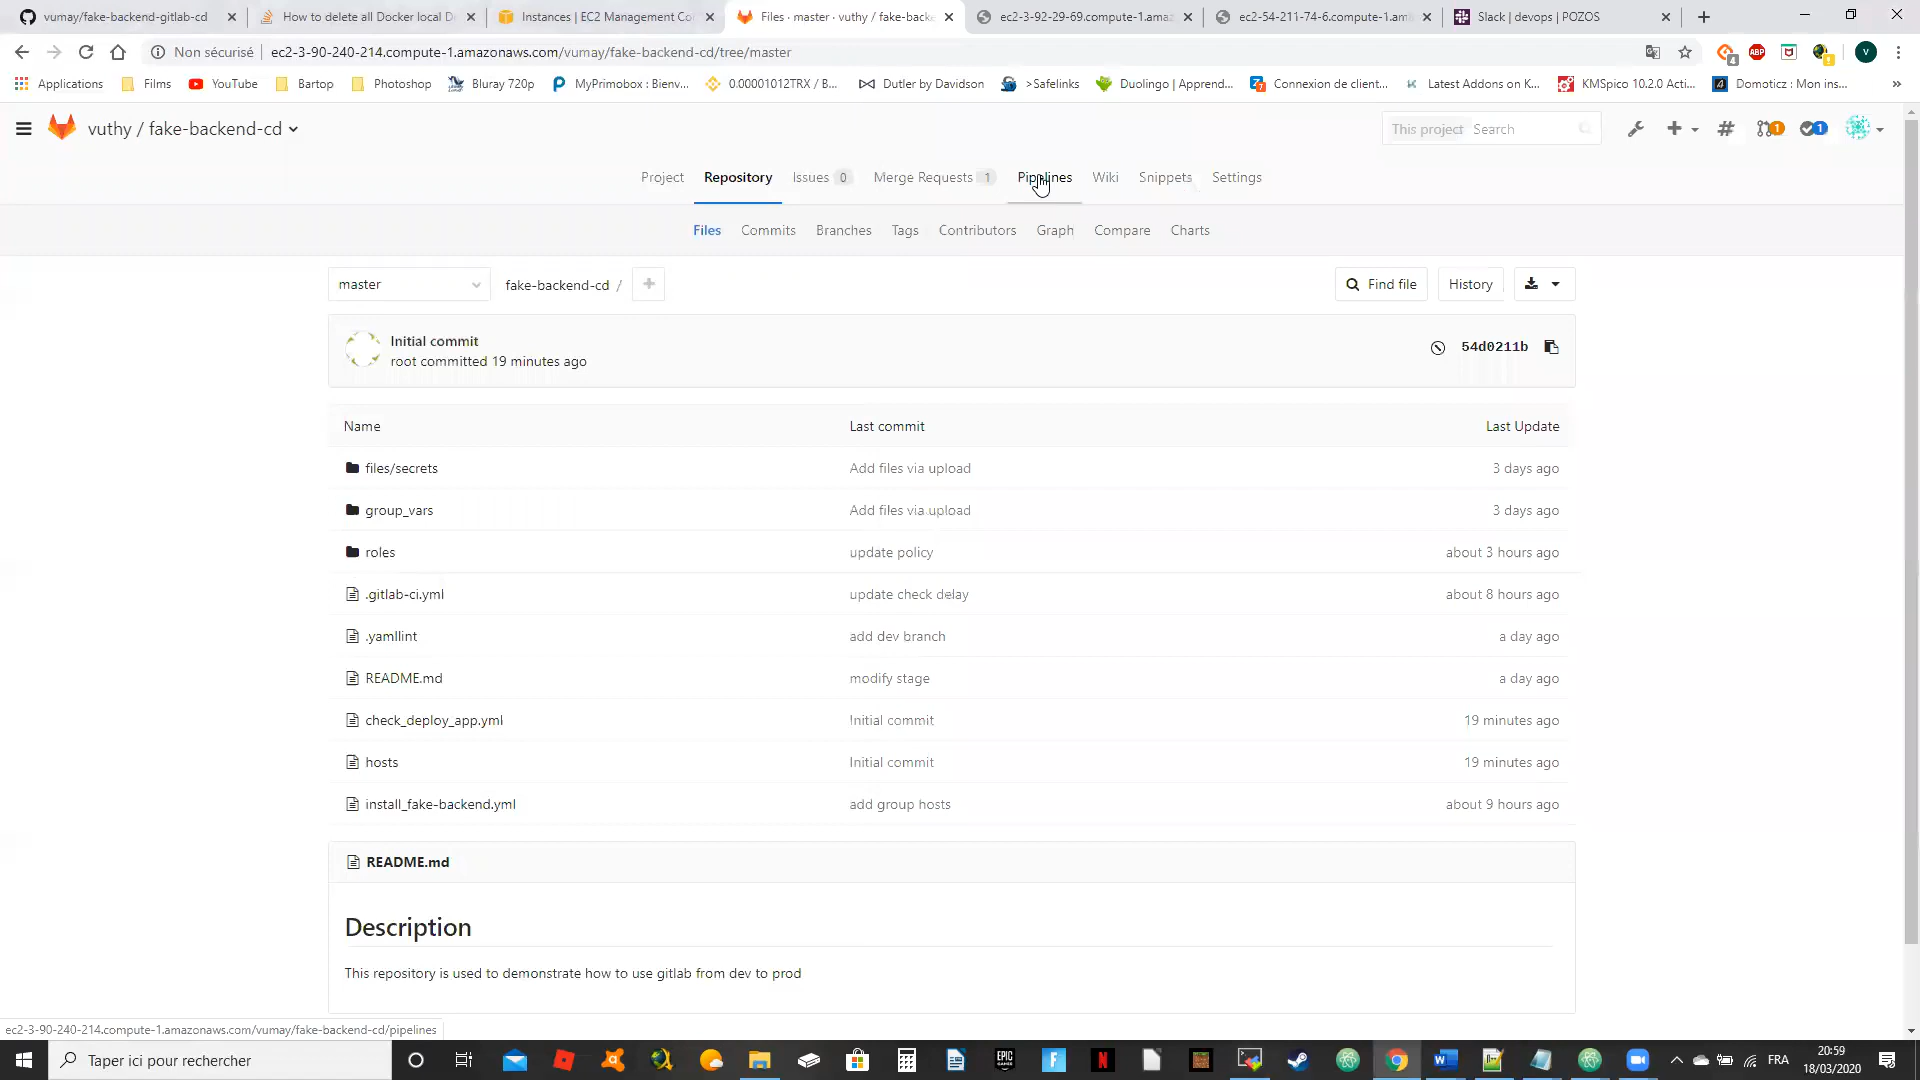 vumay/fake-backend-gitlab-cd
How to delete all Docker local D
Instances | EC2 Management Co
Files · master · vuthy / fake-back
ec2-3-92-29-69.compute-1.amaz
ec2-54-211-74-6.compute-1.am
Slack | devops | POZOS
Non sécurisé
ec2-3-90-240-214.compute-1.amazonaws.com/vumay/fake-backend-cd/tree/master
Applications
Films
YouTube
Bartop
Photoshop
Bluray 720p
MyPrimobox : Bienv...
0.00001012TRX / B...
Dutler by Davidson
>Safelinks
Duolingo | Apprend...
Connexion de client...
Latest Addons on K...
KMSpico 10.2.0 Acti...
Domoticz : Mon ins...
»
vuthy / fake-backend-cd
This project Search
1
1
Project
Repository
Issues 0
Merge Requests 1
Pipelines
Wiki
Snippets
Settings
Files
Commits
Branches
Tags
Contributors
Graph
Compare
Charts
master
fake-backend-cd /
Find file
History
Initial commit
root committed 19 minutes ago
54d0211b
Name Last commit Last Update
files/secrets Add files via upload 3 days ago
group_vars Add files via upload 3 days ago
roles update policy about 3 hours ago
.gitlab-ci.yml update check delay about 8 hours ago
.yamllint add dev branch a day ago
README.md modify stage a day ago
check_deploy_app.yml Initial commit 19 minutes ago
hosts Initial commit 19 minutes ago
install_fake-backend.yml add group hosts about 9 hours ago
README.md
Description
This repository is used to demonstrate how to use gitlab from dev to prod
ec2-3-90-240-214.compute-1.amazonaws.com/vumay/fake-backend-cd/pipelines
Taper ici pour rechercher
FRA
20:59
18/03/2020